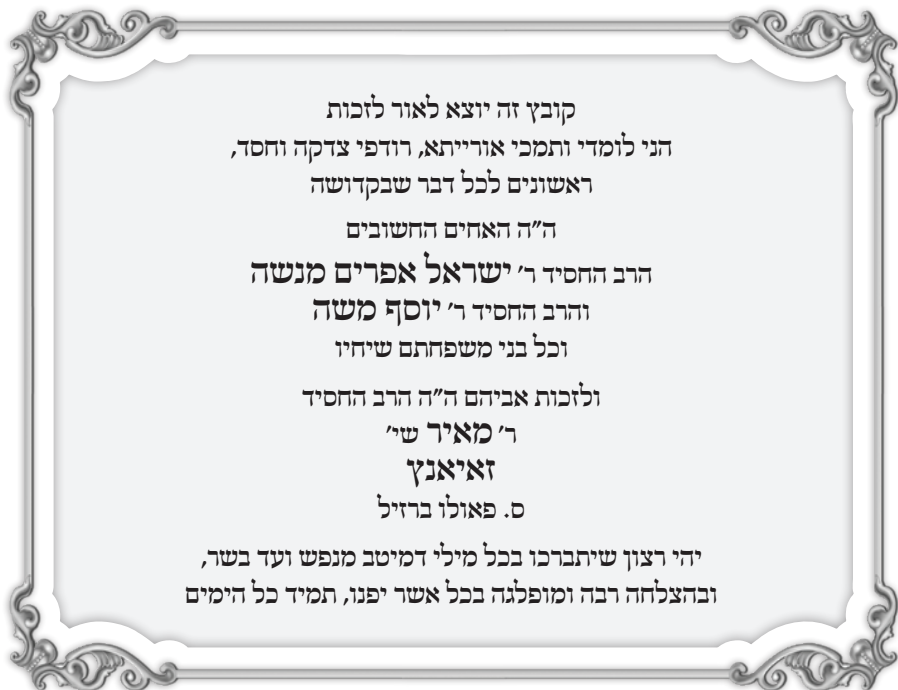 קובץ זה יוצא לאור לזכות
הני לומדי ותמכי אורייתא, רודפי צדקה וחסד,
ראשונים לכל דבר שבקדושה
ה״ה האחים החשובים
הרב החסיד ר׳ ישראל אפרים מנשה
והרב החסיד ר׳ יוסף משה
וכל בני משפחתם שיחיו
ולזכות אביהם ה״ה הרב החסיד
ר׳ מאיר שי׳
זאיאנץ
ס. פאולו ברזיל
יהי רצון שיתברכו בכל מילי דמיטב מנפש ועד בשר,
ובהצלחה רבה ומופלגה בכל אשר יפנו, תמיד כל הימים